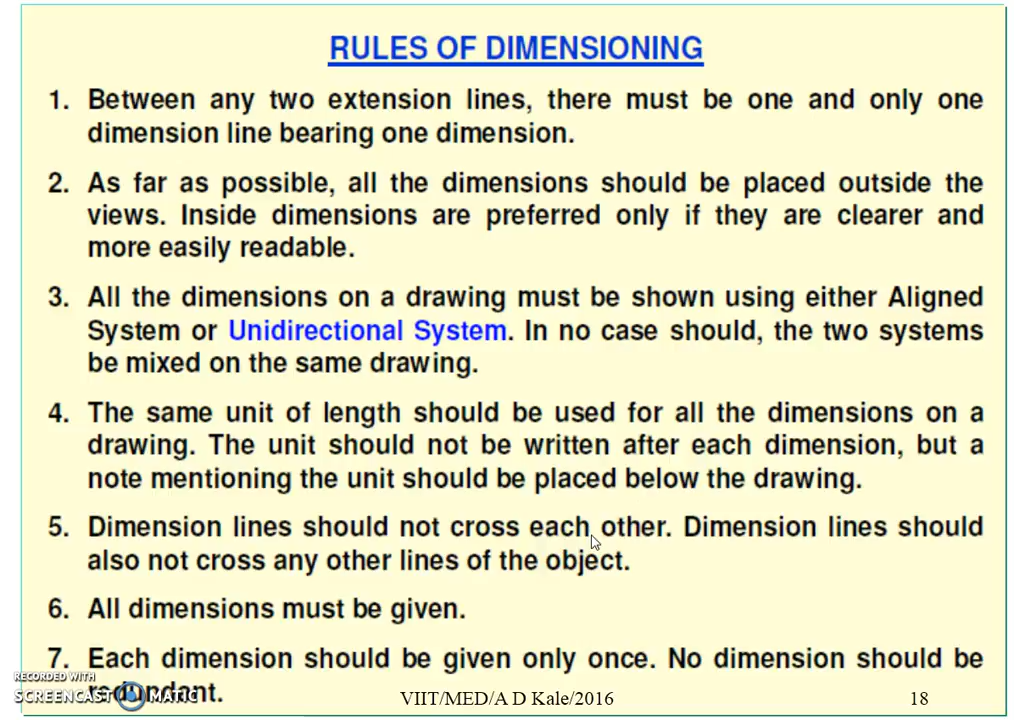 RULES OF DIMENSIONING
1. Between any two extension lines, there must be one and only one
dimension line bearing one dimension.
2. As far as possible, all the dimensions should be placed outside the
views. Inside dimensions are preferred only if they are clearer and
more easily readable.
3. All the dimensions on a drawing must be shown using either Aligned
System or Unidirectional System. In no case should, the two systems
be mixed on the same drawing.
4. The same unit of length should be used for all the dimensions on a
drawing. The unit should not be written after each dimension, but a
note mentioning the unit should be placed below the drawing.
5. Dimension lines should not cross each other. Dimension lines should
also not cross any other lines of the object.
6. All dimensions must be given.
7. Each dimension should be given only once. No dimension should be
redundant.
RECORDED WITH
SCREENCAST MATIC
VIIT/MED/A D Kale/2016
18